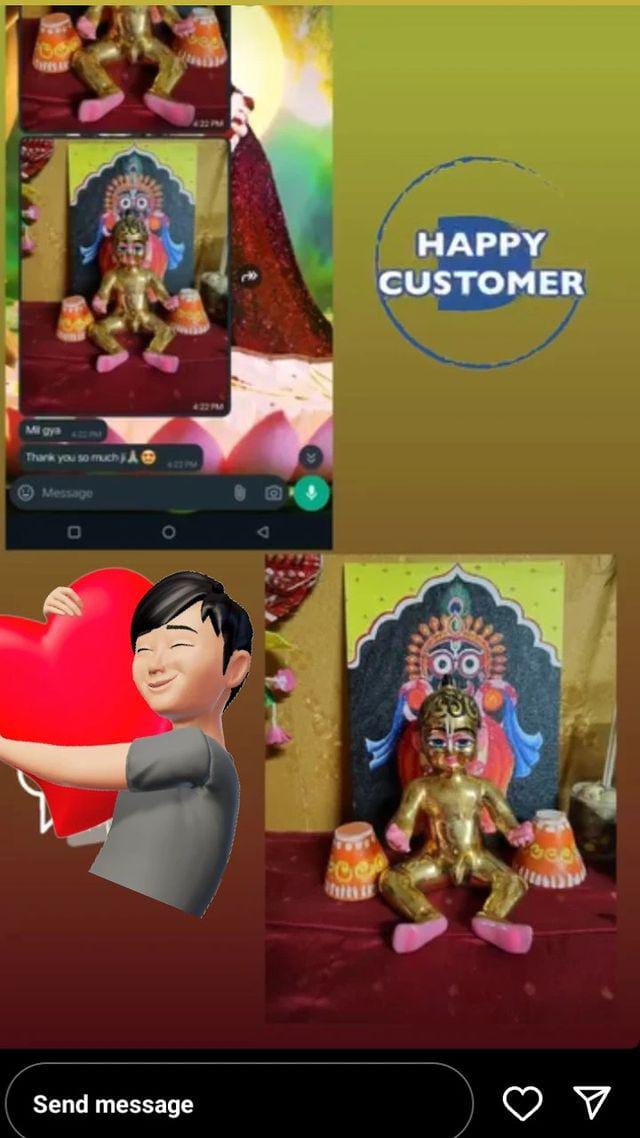 4:22 PM
4:22 PM
Mil gya 4:22 PM
Thank you so much ji🙏😍 4:22 PM
Message
HAPPY
CUSTOMER
Send message